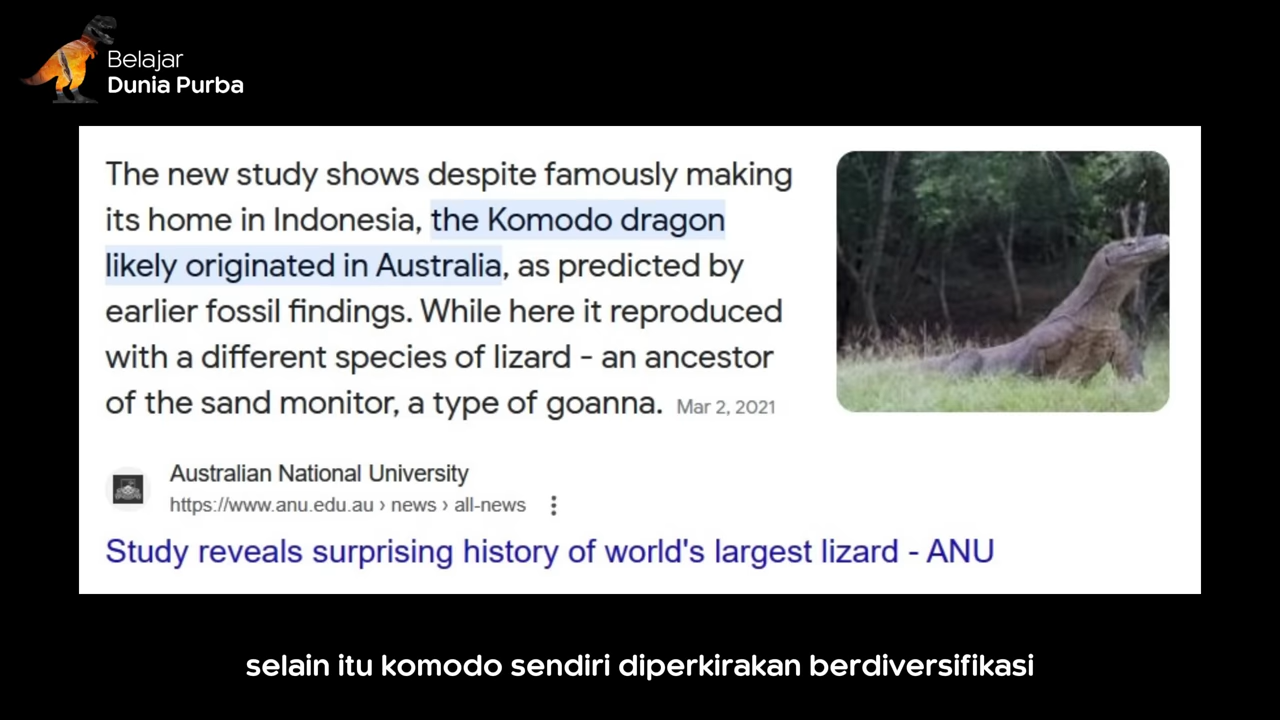 Belajar
Dunia Purba
The new study shows despite famously making
its home in Indonesia, the Komodo dragon
likely originated in Australia, as predicted by
earlier fossil findings. While here it reproduced
with a different species of lizard - an ancestor
of the sand monitor, a type of goanna. Mar 2, 2021
Australian National University
https://www.anu.edu.au › news › all-news
Study reveals surprising history of world's largest lizard - ANU
selain itu komodo sendiri diperkirakan berdiversifikasi